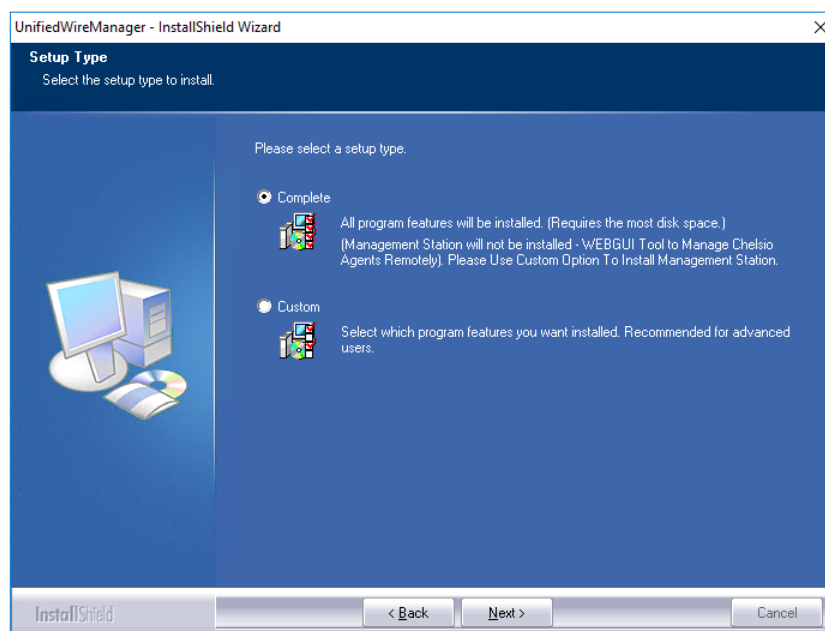 UnifiedWireManager - InstallShield Wizard
Setup Type
Select the setup type to install.
Please select a setup type.
Complete
All program features will be installed. (Requires the most disk space.)
(Management Station will not be installed - WEBGUI Tool to Manage Chelsio
Agents Remotely). Please Use Custom Option To Install Management Station.
Custom
Select which program features you want installed. Recommended for advanced
users.
InstallShield
< Back
Next >
Cancel